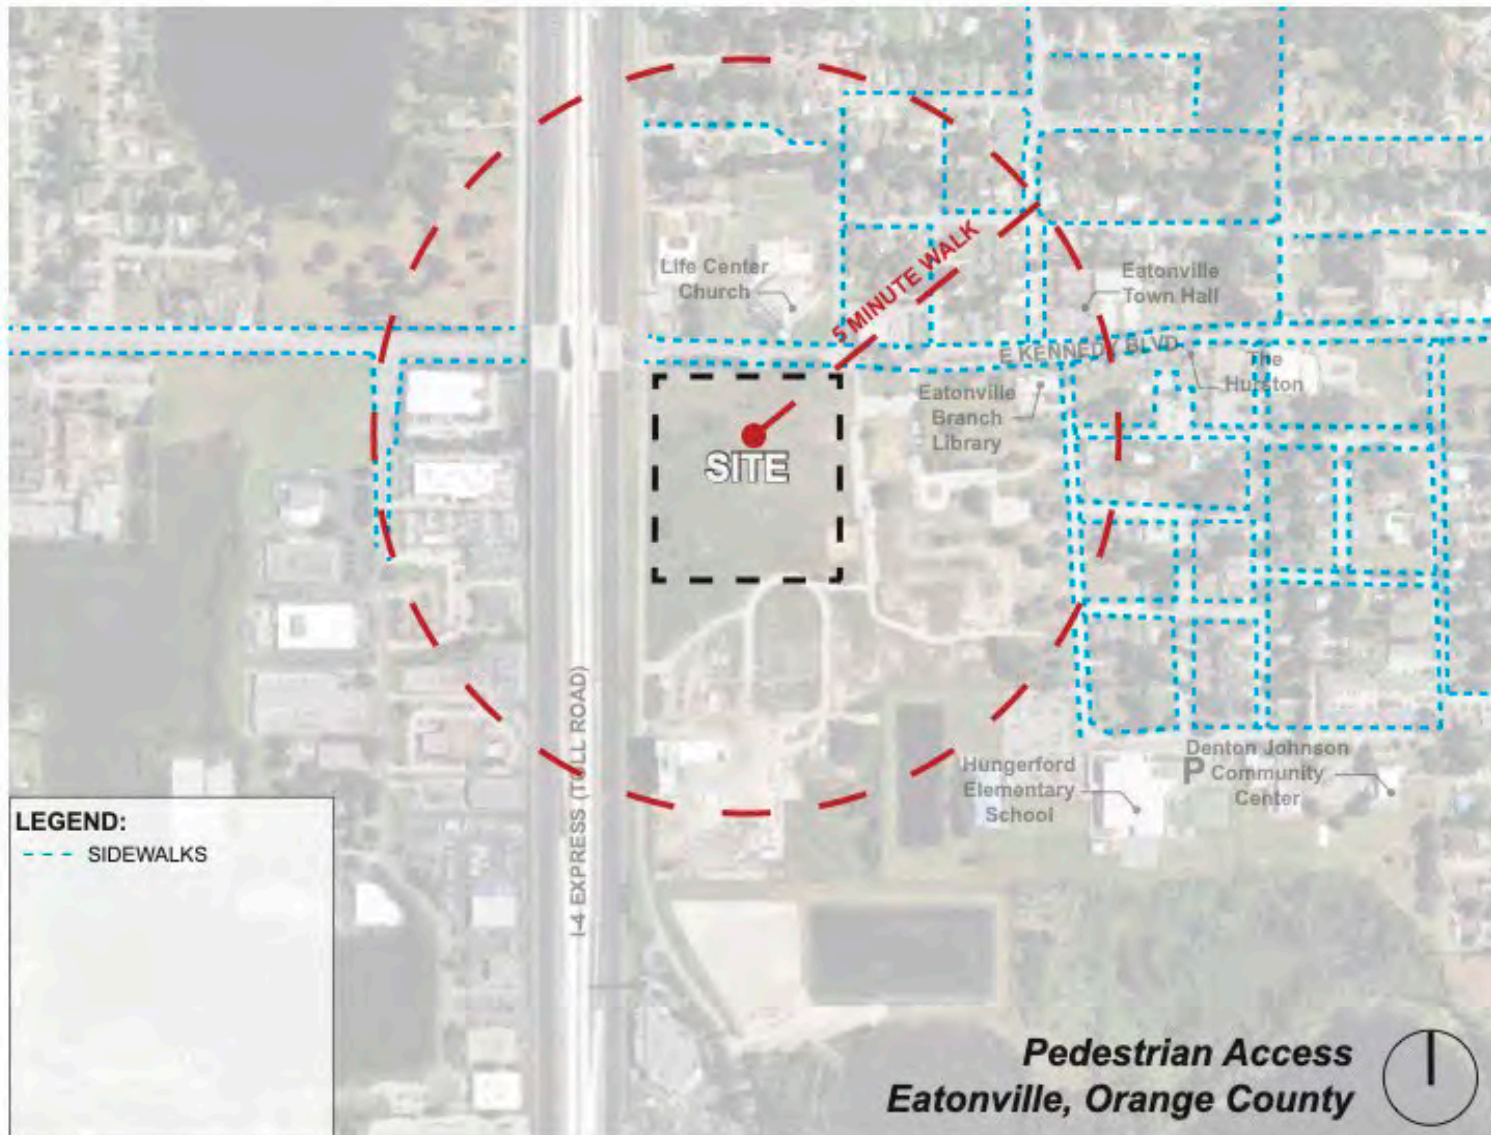 5 MINUTE WALK
Life Center
Church
Eatonville
Town Hall
E KENNEDY BLVD
The
Hurston
Eatonville
Branch
Library
SITE
I-4 EXPRESS (TOLL ROAD)
Hungerford
Elementary
School
Denton Johnson
P Community
Center
LEGEND:
SIDEWALKS
Pedestrian Access
Eatonville, Orange County